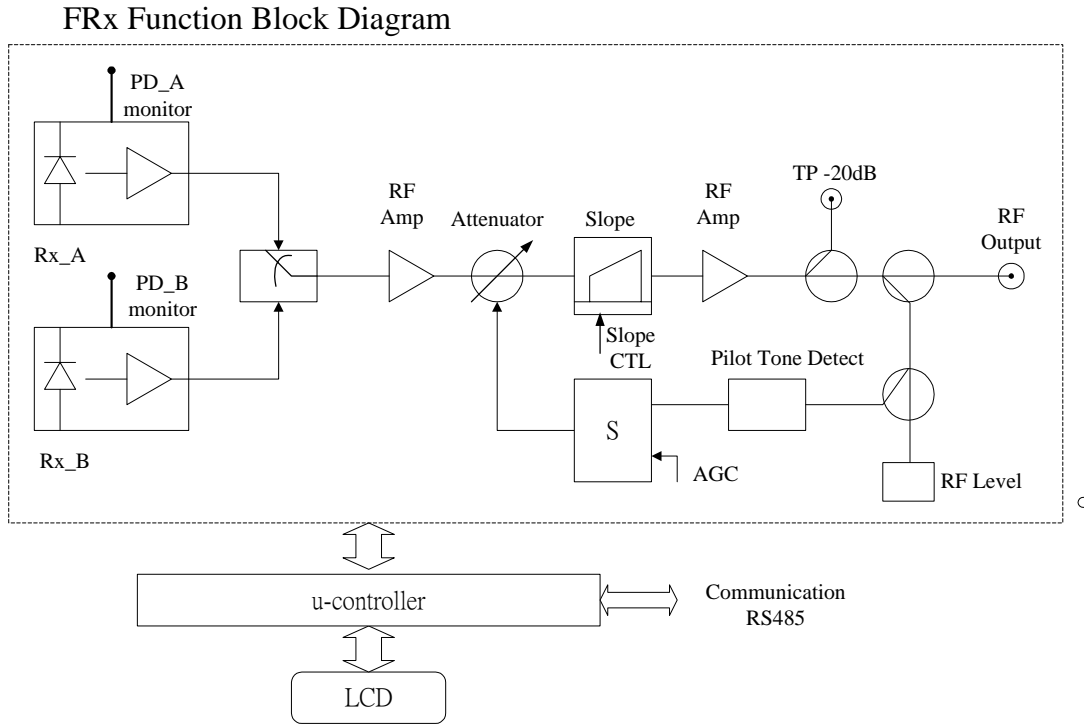 FRx Function Block Diagram
PD_A
monitor
Rx_A
PD_B
monitor
Rx_B
RF
Amp
Attenuator
Slope
Slope
CTL
RF
Amp
TP -20dB
RF
Output
Pilot Tone Detect
S
AGC
RF Level
u-controller
Communication
RS485
LCD